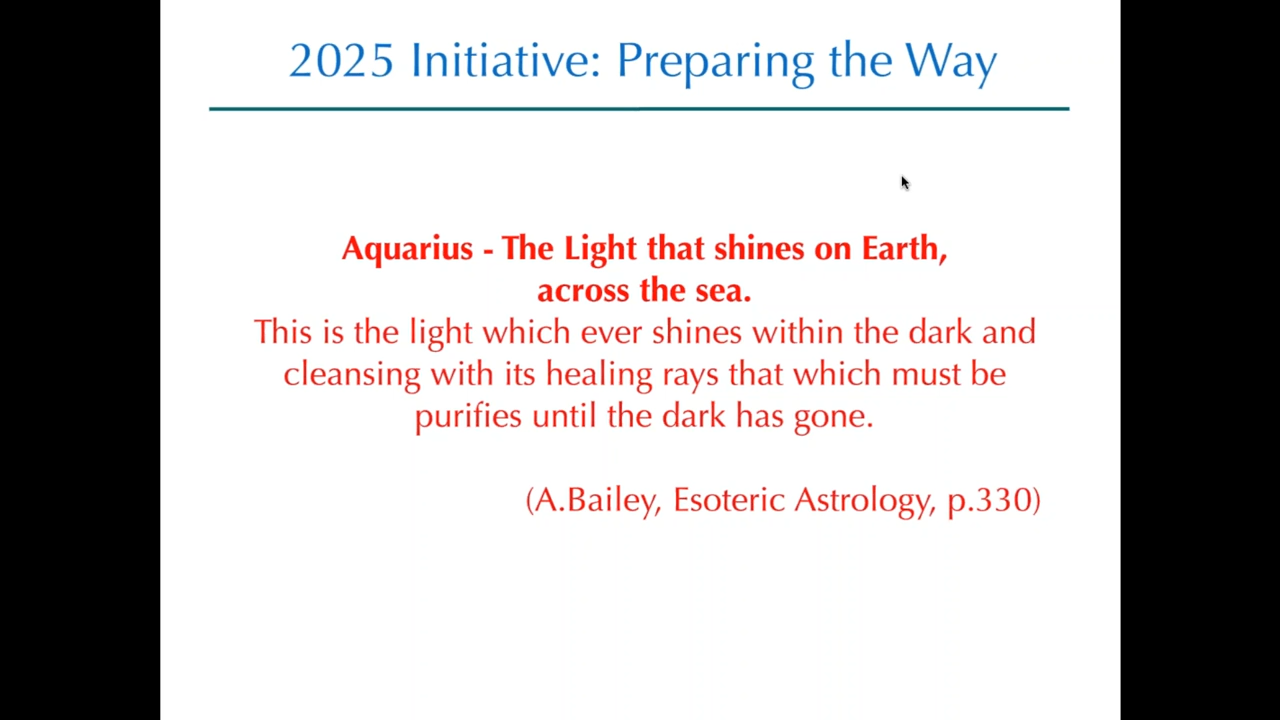 2025 Initiative: Preparing the Way
Aquarius - The Light that shines on Earth,
across the sea.
This is the light which ever shines within the dark and
cleansing with its healing rays that which must be
purifies until the dark has gone.
(A.Bailey, Esoteric Astrology, p.330)